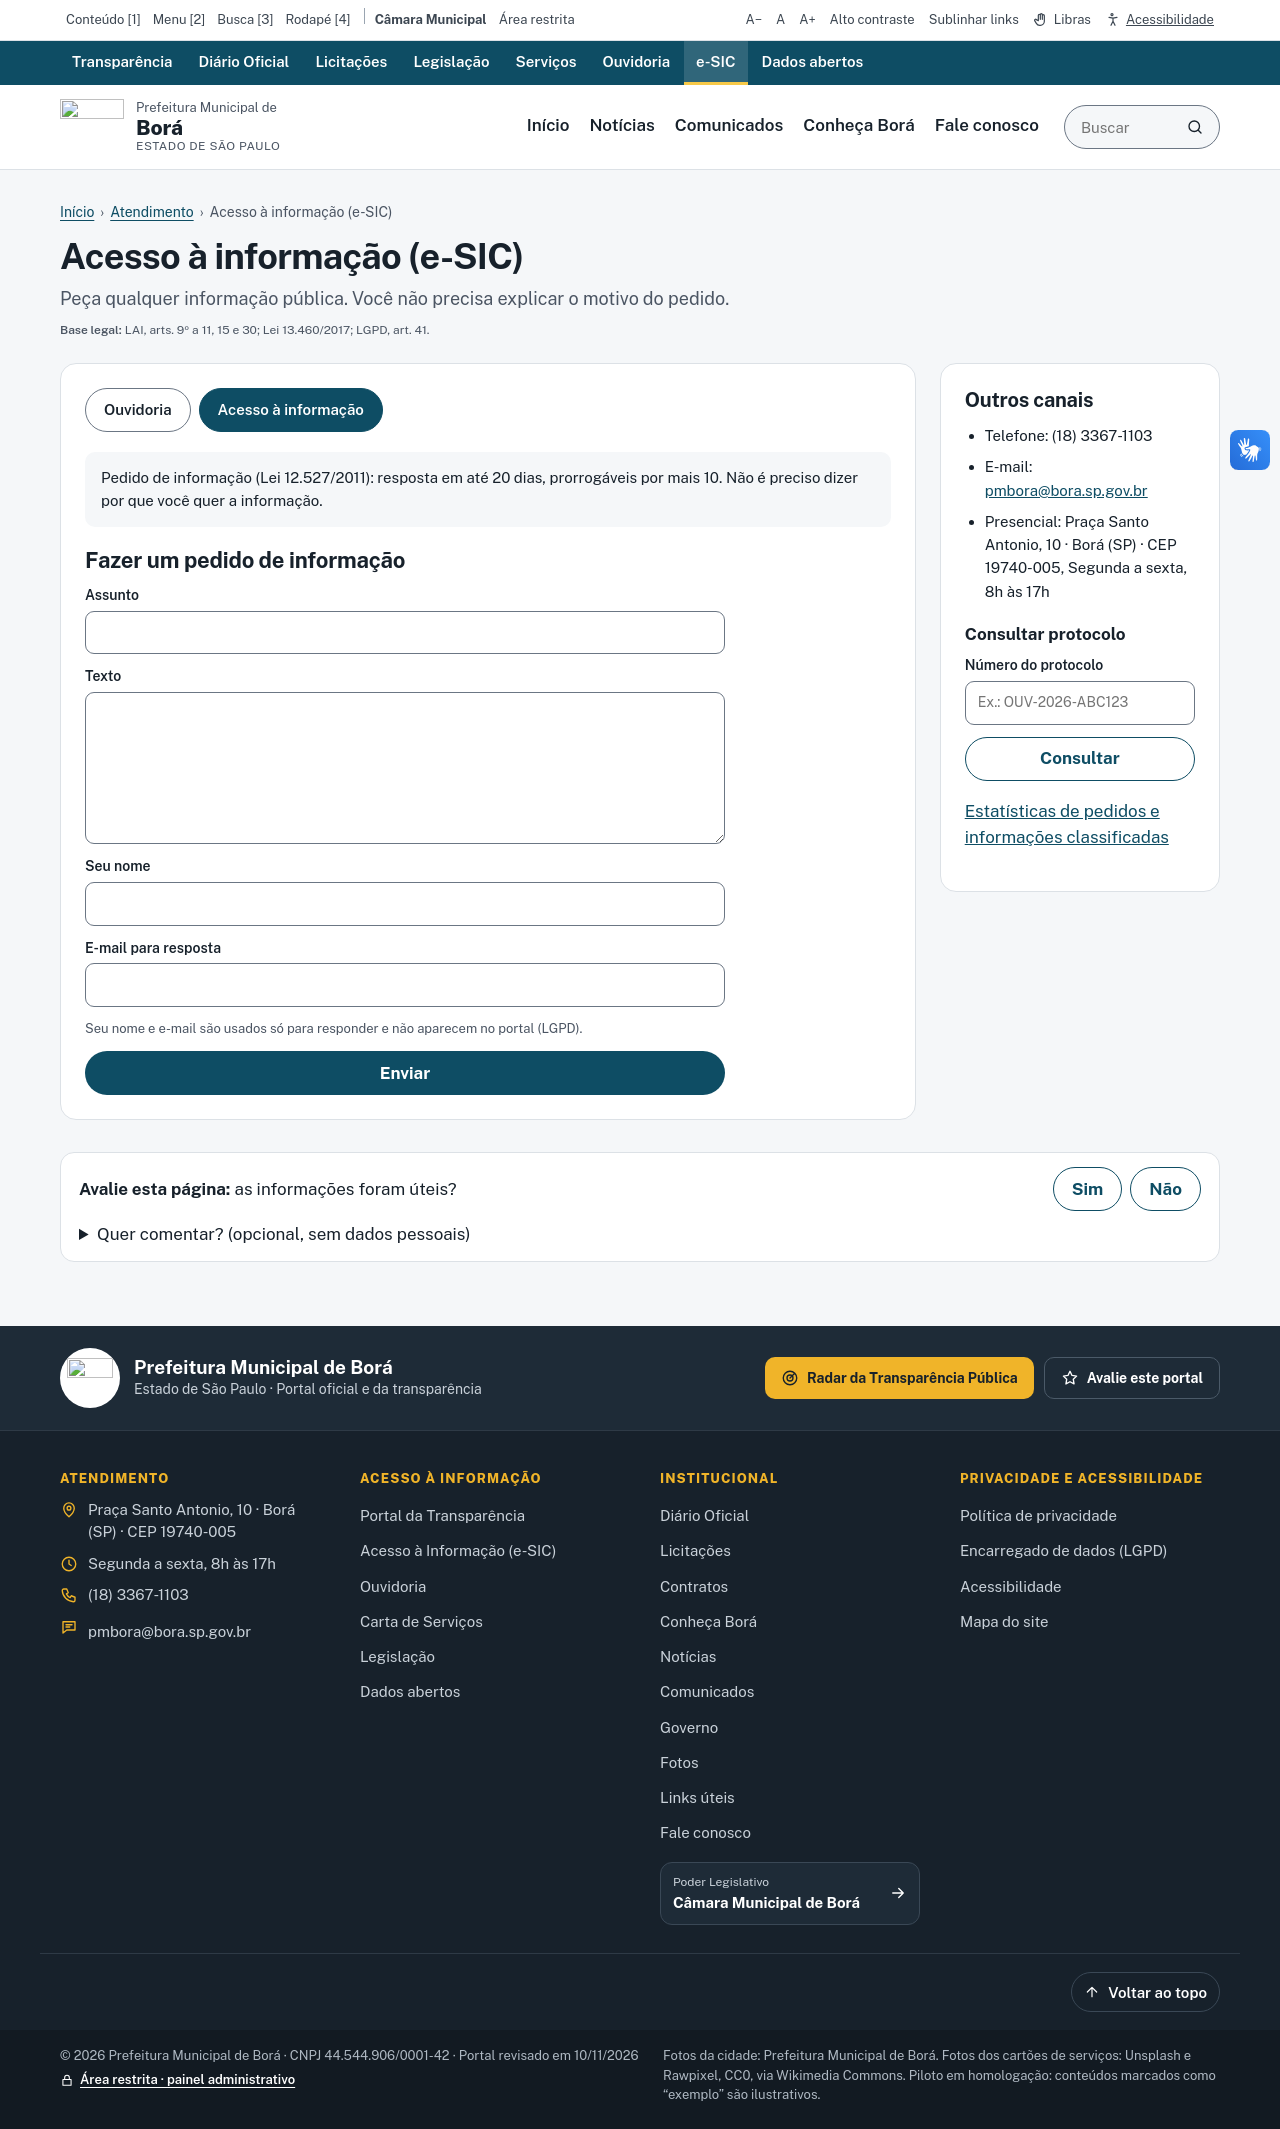 Conteúdo [1] Menu [2] Busca [3] Rodapé [4] Câmara Municipal Área restrita A− A A+ Alto contraste Sublinhar links Libras Acessibilidade
Transparência Diário Oficial Licitações Legislação Serviços Ouvidoria e-SIC Dados abertos
Prefeitura Municipal de
Borá
ESTADO DE SÃO PAULO
Início Notícias Comunicados Conheça Borá Fale conosco Buscar
Início › Atendimento › Acesso à informação (e-SIC)
Acesso à informação (e-SIC)
Peça qualquer informação pública. Você não precisa explicar o motivo do pedido.
Base legal: LAI, arts. 9º a 11, 15 e 30; Lei 13.460/2017; LGPD, art. 41.
Ouvidoria Acesso à informação
Pedido de informação (Lei 12.527/2011): resposta em até 20 dias, prorrogáveis por mais 10. Não é preciso dizer
por que você quer a informação.
Fazer um pedido de informação
Assunto
Texto
Seu nome
E-mail para resposta
Seu nome e e-mail são usados só para responder e não aparecem no portal (LGPD).
Enviar
Outros canais
Telefone: (18) 3367-1103
E-mail:
pmbora@bora.sp.gov.br
Presencial: Praça Santo
Antonio, 10 · Borá (SP) · CEP
19740-005, Segunda a sexta,
8h às 17h
Consultar protocolo
Número do protocolo
Ex.: OUV-2026-ABC123
Consultar
Estatísticas de pedidos e
informações classificadas
Avalie esta página: as informações foram úteis?
Sim Não
Quer comentar? (opcional, sem dados pessoais)
Prefeitura Municipal de Borá
Estado de São Paulo · Portal oficial e da transparência
Radar da Transparência Pública Avalie este portal
ATENDIMENTO
Praça Santo Antonio, 10 · Borá
(SP) · CEP 19740-005
Segunda a sexta, 8h às 17h
(18) 3367-1103
pmbora@bora.sp.gov.br
ACESSO À INFORMAÇÃO
Portal da Transparência
Acesso à Informação (e-SIC)
Ouvidoria
Carta de Serviços
Legislação
Dados abertos
INSTITUCIONAL
Diário Oficial
Licitações
Contratos
Conheça Borá
Notícias
Comunicados
Governo
Fotos
Links úteis
Fale conosco
Poder Legislativo
Câmara Municipal de Borá
PRIVACIDADE E ACESSIBILIDADE
Política de privacidade
Encarregado de dados (LGPD)
Acessibilidade
Mapa do site
Voltar ao topo
© 2026 Prefeitura Municipal de Borá · CNPJ 44.544.906/0001-42 · Portal revisado em 10/11/2026
Área restrita · painel administrativo
Fotos da cidade: Prefeitura Municipal de Borá. Fotos dos cartões de serviços: Unsplash e
Rawpixel, CC0, via Wikimedia Commons. Piloto em homologação: conteúdos marcados como
“exemplo” são ilustrativos.